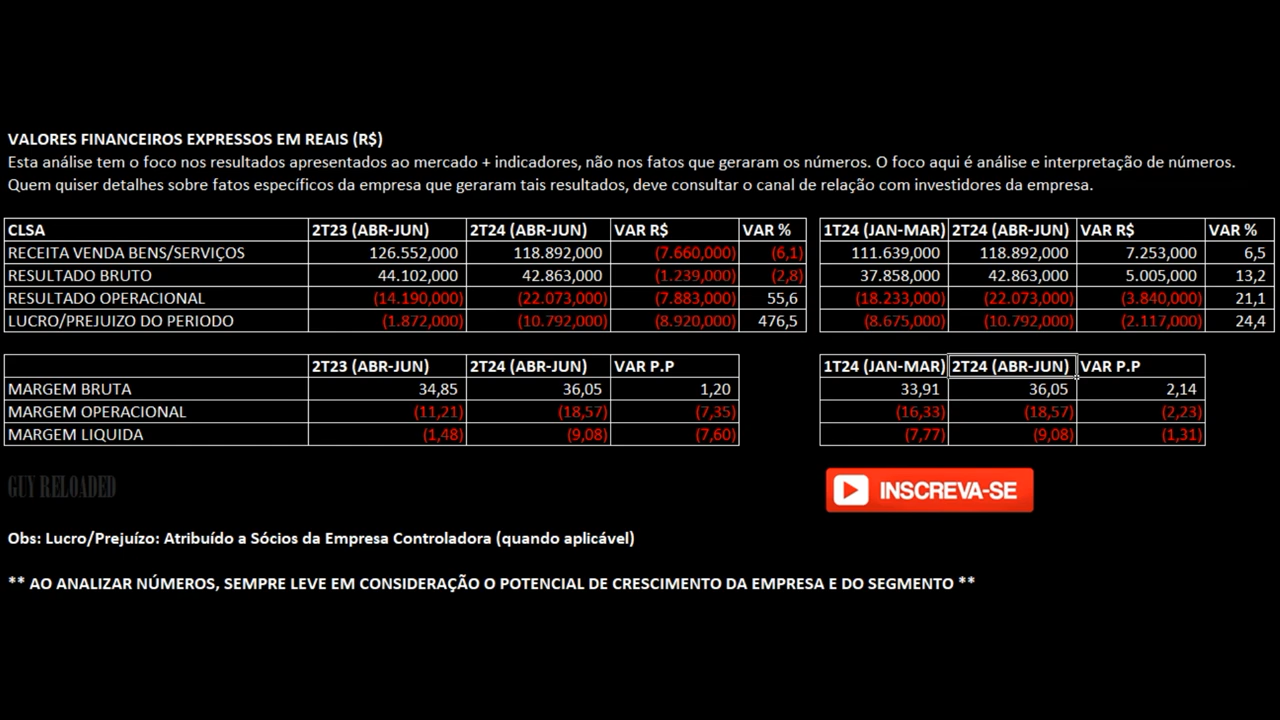 VALORES FINANCEIROS EXPRESSOS EM REAIS (R$)
Esta análise tem o foco nos resultados apresentados ao mercado + indicadores, não nos fatos que geraram os números. O foco aqui é análise e interpretação de números.
Quem quiser detalhes sobre fatos específicos da empresa que geraram tais resultados, deve consultar o canal de relação com investidores da empresa.
CLSA 2T23 (ABR-JUN) 2T24 (ABR-JUN) VAR R$ VAR % 1T24 (JAN-MAR) 2T24 (ABR-JUN) VAR R$ VAR %
RECEITA VENDA BENS/SERVIÇOS 126.552,000 118.892,000 (7.660,000) (6,1) 111.639,000 118.892,000 7.253,000 6,5
RESULTADO BRUTO 44.102,000 42.863,000 (1.239,000) (2,8) 37.858,000 42.863,000 5.005,000 13,2
RESULTADO OPERACIONAL (14.190,000) (22.073,000) (7.883,000) 55,6 (18.233,000) (22.073,000) (3.840,000) 21,1
LUCRO/PREJUIZO DO PERIODO (1.872,000) (10.792,000) (8.920,000) 476,5 (8.675,000) (10.792,000) (2.117,000) 24,4
2T23 (ABR-JUN) 2T24 (ABR-JUN) VAR P.P 1T24 (JAN-MAR) 2T24 (ABR-JUN) VAR P.P
MARGEM BRUTA 34,85 36,05 1,20 33,91 36,05 2,14
MARGEM OPERACIONAL (11,21) (18,57) (7,35) (16,33) (18,57) (2,23)
MARGEM LIQUIDA (1,48) (9,08) (7,60) (7,77) (9,08) (1,31)
GUY RELOADED
INSCREVA-SE
Obs: Lucro/Prejuízo: Atribuído a Sócios da Empresa Controladora (quando aplicável)
** AO ANALIZAR NÚMEROS, SEMPRE LEVE EM CONSIDERAÇÃO O POTENCIAL DE CRESCIMENTO DA EMPRESA E DO SEGMENTO **